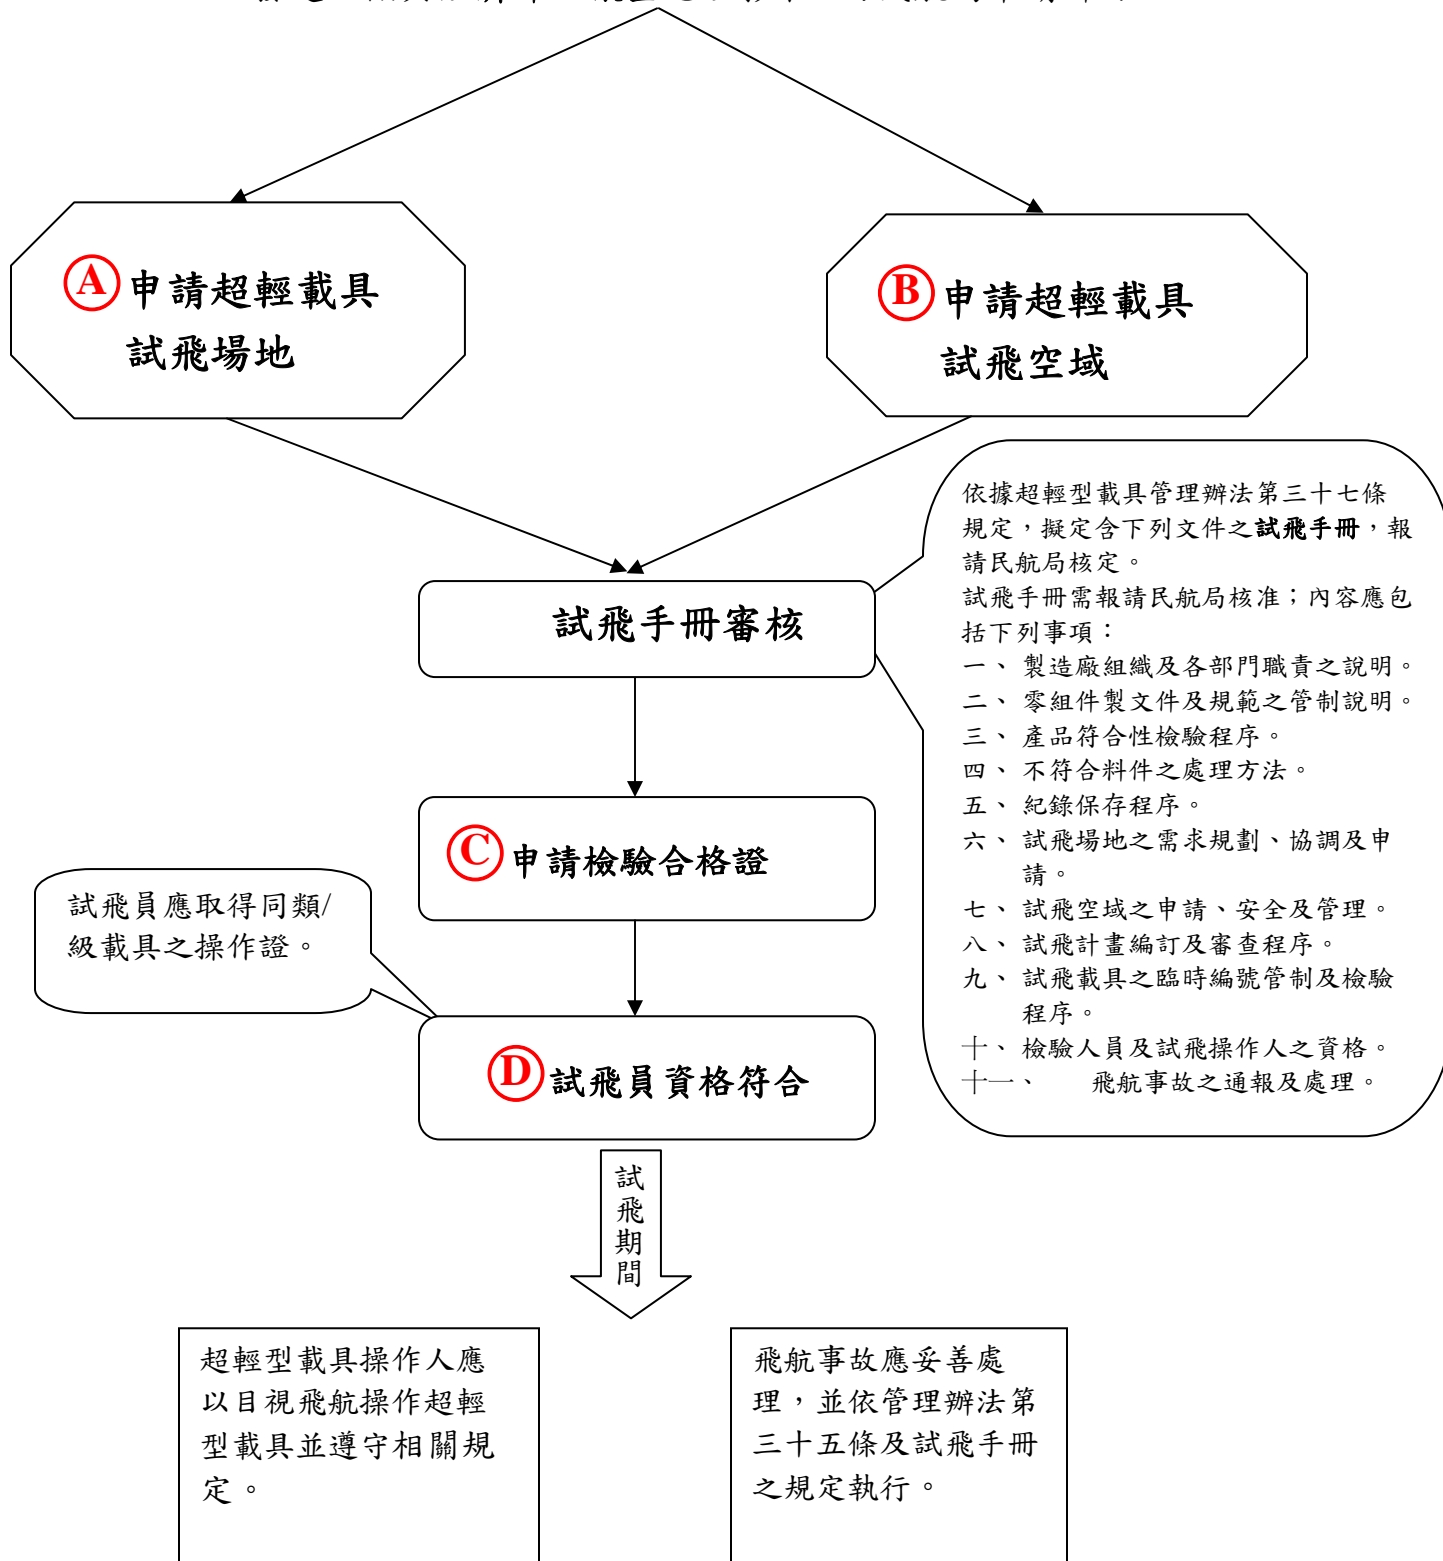 A 申請超輕載具
試飛場地
B 申請超輕載具
試飛空域
依據超輕型載具管理辦法第三十七條
規定,擬定含下列文件之試飛手冊,報
請民航局核定。
試飛手冊需報請民航局核准;內容應包
括下列事項:
一、 製造廠組織及各部門職責之說明。
二、 零組件製文件及規範之管制說明。
三、 產品符合性檢驗程序。
四、 不符合料件之處理方法。
五、 紀錄保存程序。
六、 試飛場地之需求規劃、協調及申
請。
七、 試飛空域之申請、安全及管理。
八、 試飛計畫編訂及審查程序。
九、 試飛載具之臨時編號管制及檢驗
程序。
十、 檢驗人員及試飛操作人之資格。
十一、 飛航事故之通報及處理。
試飛手冊審核
C 申請檢驗合格證
試飛員應取得同類/
級載具之操作證。
D 試飛員資格符合
試飛期間
超輕型載具操作人應
以目視飛航操作超輕
型載具並遵守相關規
定。
飛航事故應妥善處
理,並依管理辦法第
三十五條及試飛手冊
之規定執行。